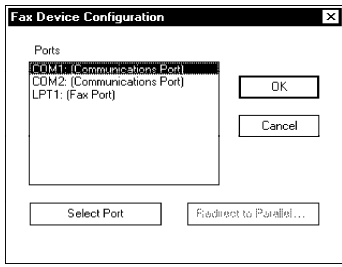 Fax Device Configuration
Ports
COM1: (Communications Port)
COM2: (Communications Port)
LPT1: (Fax Port)
OK
Cancel
Select Port
Redirect to Parallel...